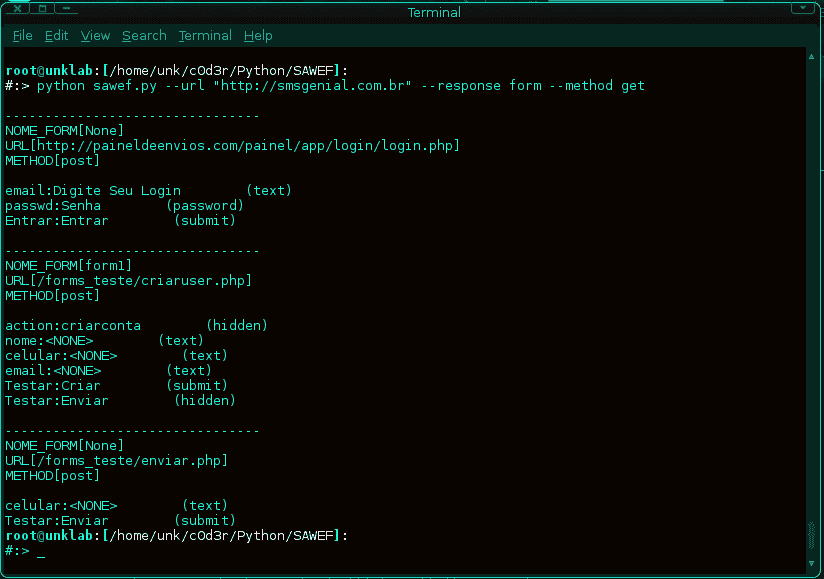 Terminal
File Edit View Search Terminal Help
root@unklab:[/home/unk/c0d3r/Python/SAWEF]:
#:> python sawef.py --url "http://smsgenial.com.br" --response form --method get
--------------------------------
NOME_FORM[None]
URL[http://paineldeenvios.com/painel/app/login/login.php]
METHOD[post]
email:Digite Seu Login (text)
passwd:Senha (password)
Entrar:Entrar (submit)
--------------------------------
NOME_FORM[form1]
URL[/forms_teste/criaruser.php]
METHOD[post]
action:criarconta (hidden)
nome:<NONE> (text)
celular:<NONE> (text)
email:<NONE> (text)
Testar:Criar (submit)
Testar:Enviar (hidden)
--------------------------------
NOME_FORM[None]
URL[/forms_teste/enviar.php]
METHOD[post]
celular:<NONE> (text)
Testar:Enviar (submit)
root@unklab:[/home/unk/c0d3r/Python/SAWEF]:
#:> _